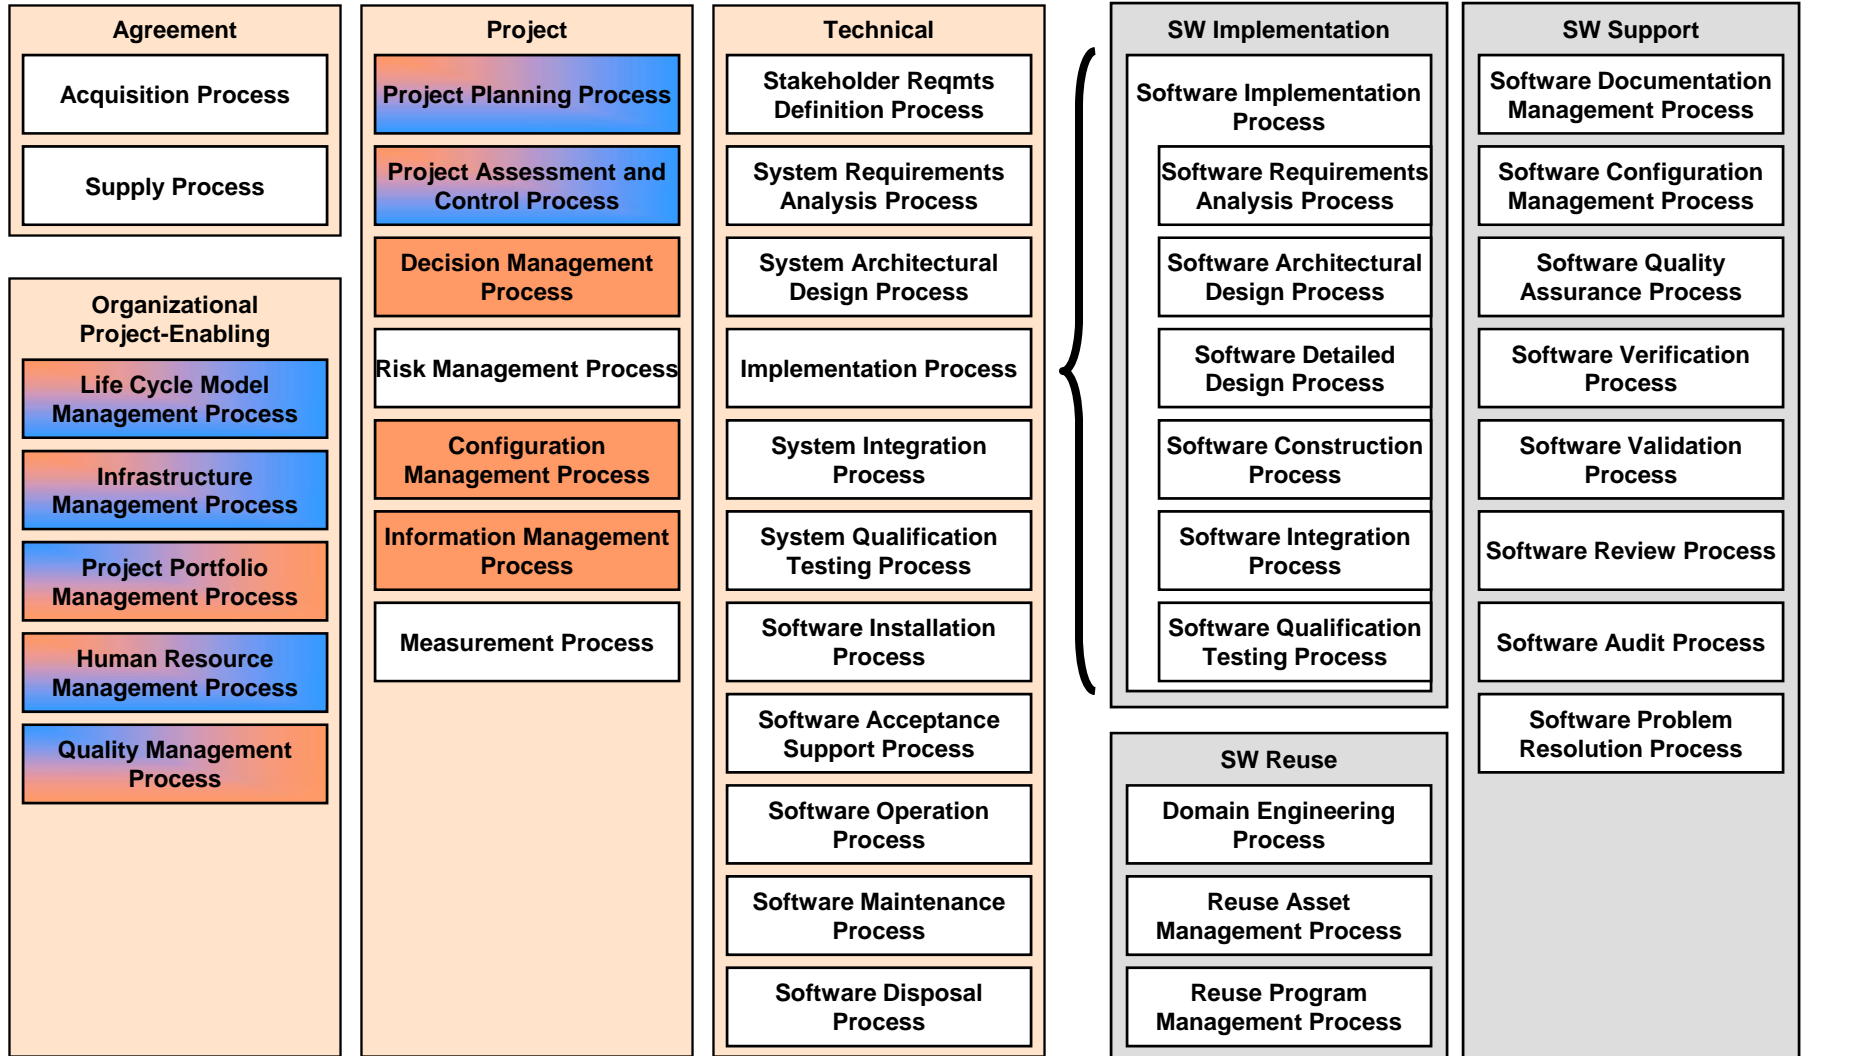 Agreement
Acquisition Process
Supply Process
Organizational
Project-Enabling
Life Cycle Model
Management Process
Infrastructure
Management Process
Project Portfolio
Management Process
Human Resource
Management Process
Quality Management
Process
Project
Project Planning Process
Project Assessment and
Control Process
Decision Management
Process
Risk Management Process
Configuration
Management Process
Information Management
Process
Measurement Process
Technical
Stakeholder Reqmts
Definition Process
System Requirements
Analysis Process
System Architectural
Design Process
Implementation Process
System Integration
Process
System Qualification
Testing Process
Software Installation
Process
Software Acceptance
Support Process
Software Operation
Process
Software Maintenance
Process
Software Disposal
Process
SW Implementation
Software Implementation
Process
Software Requirements
Analysis Process
Software Architectural
Design Process
Software Detailed
Design Process
Software Construction
Process
Software Integration
Process
Software Qualification
Testing Process
SW Reuse
Domain Engineering
Process
Reuse Asset
Management Process
Reuse Program
Management Process
SW Support
Software Documentation
Management Process
Software Configuration
Management Process
Software Quality
Assurance Process
Software Verification
Process
Software Validation
Process
Software Review Process
Software Audit Process
Software Problem
Resolution Process